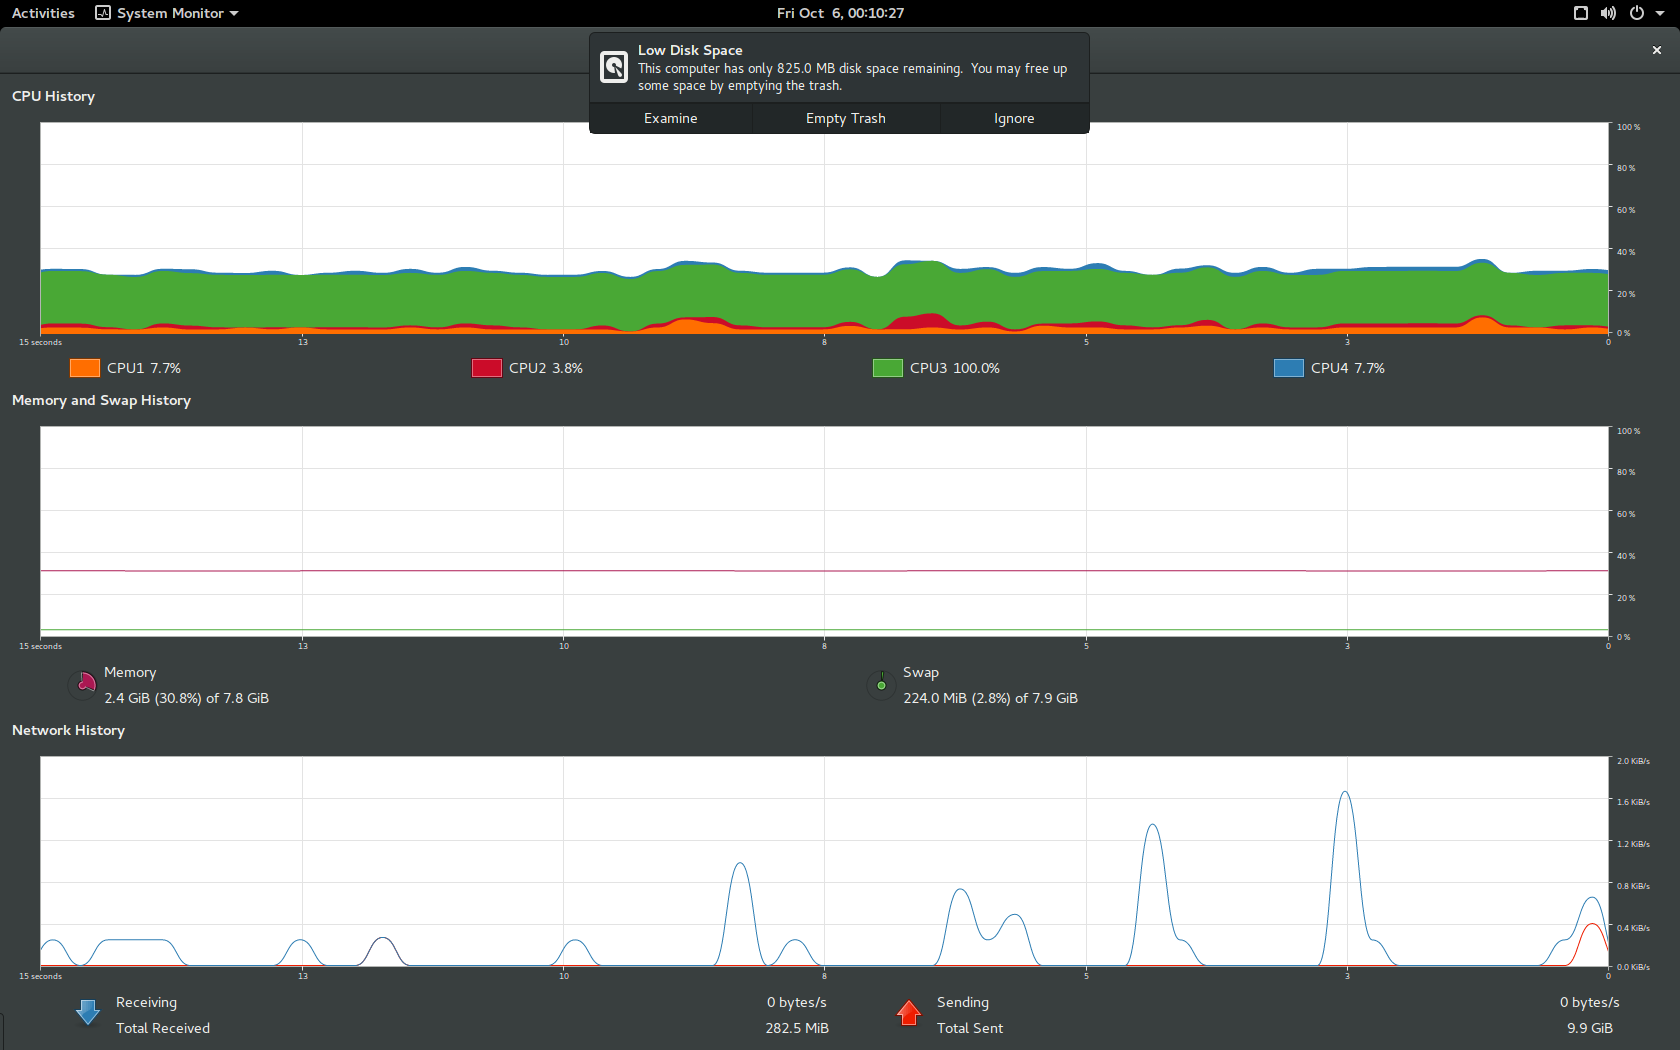 Activities System Monitor Fri Oct 6, 00:10:27
Low Disk Space
This computer has only 825.0 MB disk space remaining. You may free up
some space by emptying the trash.
Examine Empty Trash Ignore
CPU History
100 %
80 %
60 %
40 %
20 %
0 %
15 seconds 13 10 8 5 3 0
CPU1 7.7% CPU2 3.8% CPU3 100.0% CPU4 7.7%
Memory and Swap History
100 %
80 %
60 %
40 %
20 %
0 %
15 seconds 13 10 8 5 3 0
Memory Swap
2.4 GiB (30.8%) of 7.8 GiB 224.0 MiB (2.8%) of 7.9 GiB
Network History
2.0 KiB/s
1.6 KiB/s
1.2 KiB/s
0.8 KiB/s
0.4 KiB/s
0.0 KiB/s
15 seconds 13 10 8 5 3 0
Receiving 0 bytes/s Sending 0 bytes/s
Total Received 282.5 MiB Total Sent 9.9 GiB